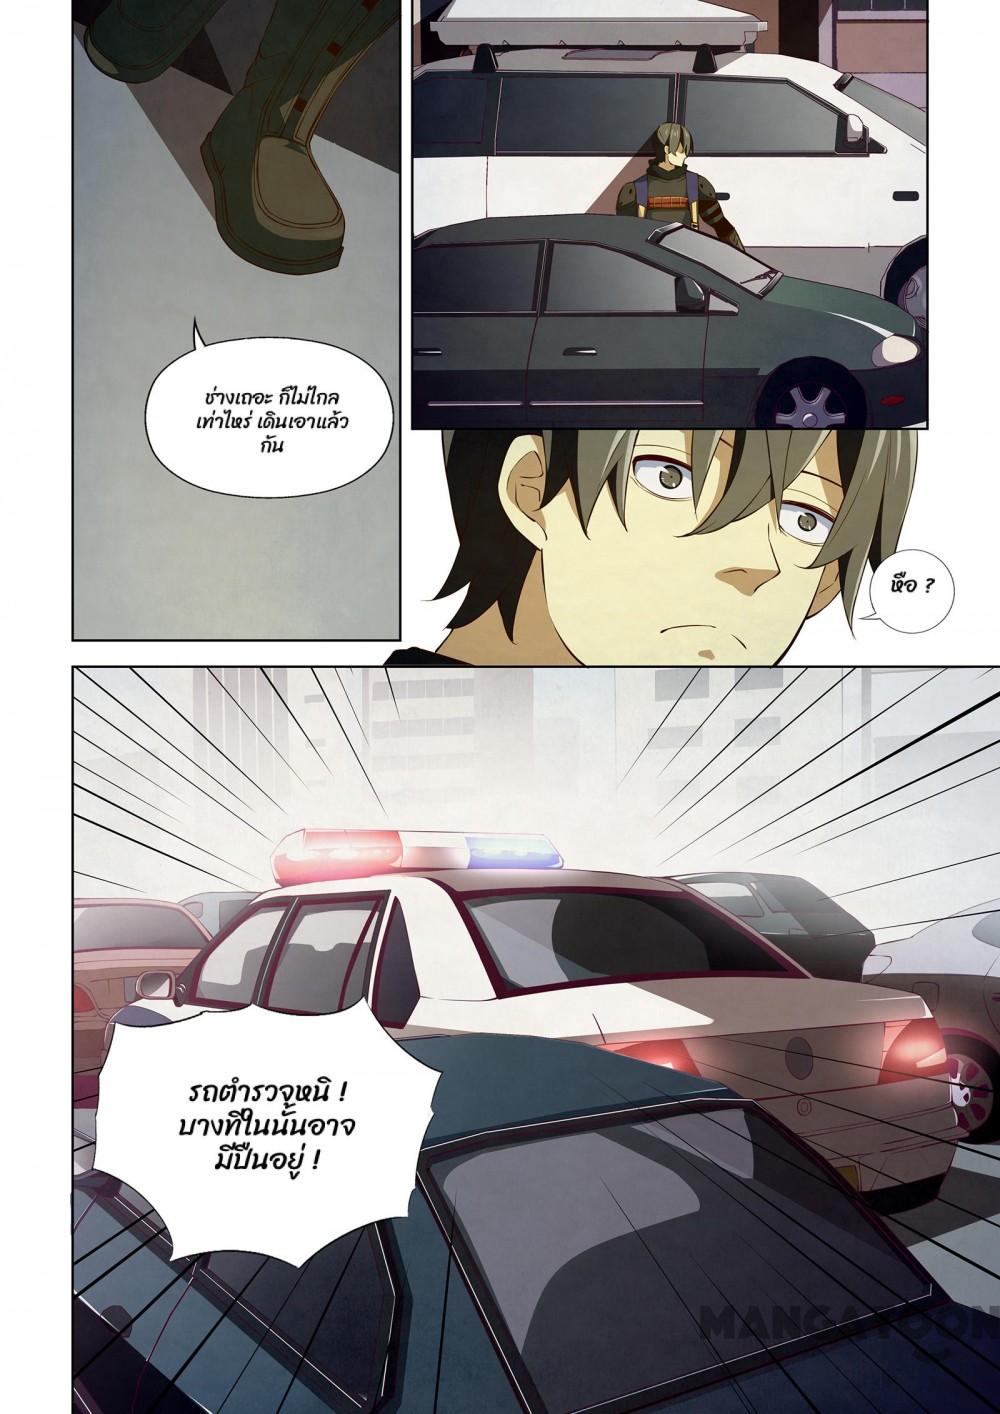 ช่างเถอะ ก็ไม่ไกล
เท่าไหร่ เดินเอาแล้ว
กัน
หือ ?
รถตำรวจหนิ !
บางทีในนั้นอาจ
มีปืนอยู่ !
MANGATOON